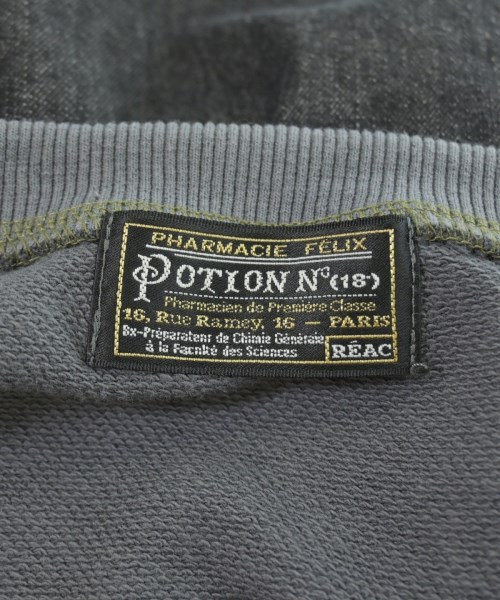 PHARMACIE FÉLIX
POTION Nº (18)
Pharmacien de Première Classe
16, Rue Ramey, 16 — PARIS
Ex-Préparateur de Chimie Générale
à la Faculté des Sciences
RÉAC